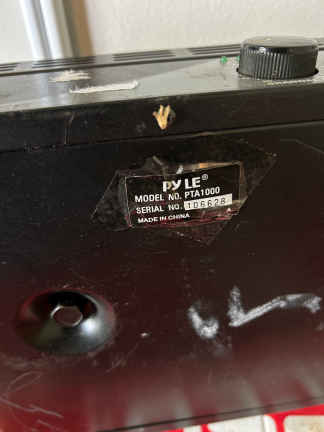 PYLE®
MODEL NO. PTA1000
SERIAL NO. 106628
MADE IN CHINA